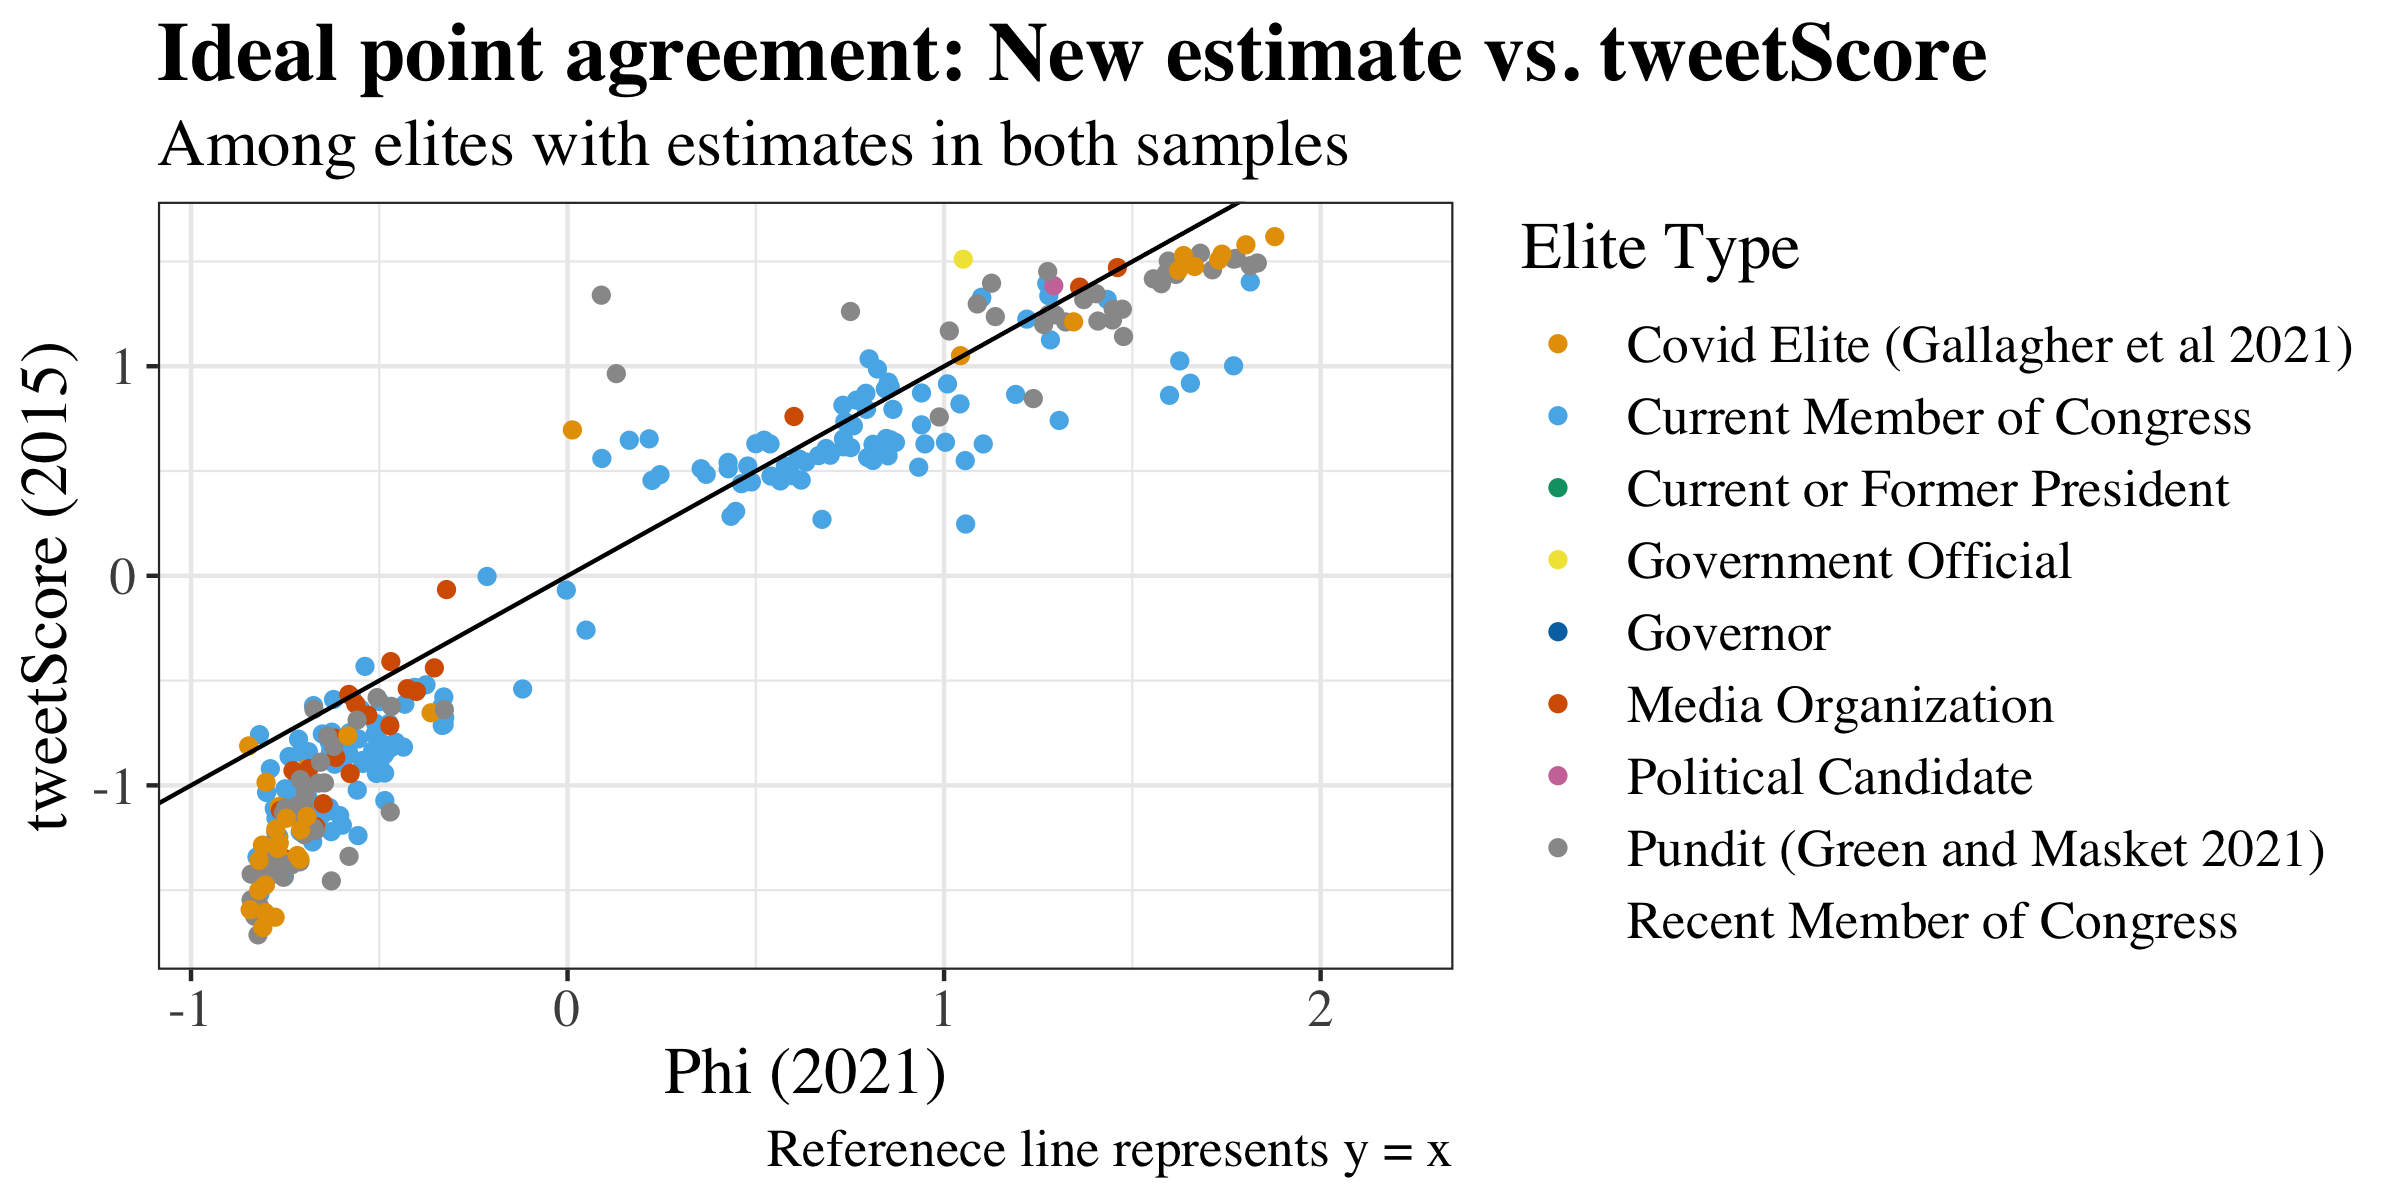 Ideal point agreement: New estimate vs. tweetScore
Among elites with estimates in both samples
tweetScore (2015)
1
0
-1
-1
0
1
2
Phi (2021)
Referenece line represents y = x
Elite Type
Covid Elite (Gallagher et al 2021)
Current Member of Congress
Current or Former President
Government Official
Governor
Media Organization
Political Candidate
Pundit (Green and Masket 2021)
Recent Member of Congress